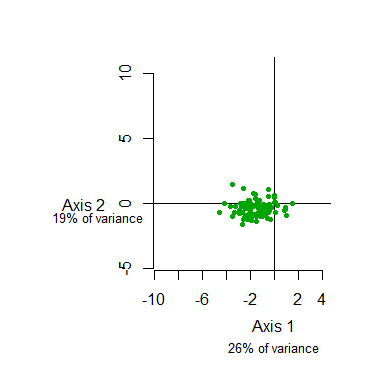 10
5
0
-5
Axis 2
19% of variance
-10 -6 -2 2 4
Axis 1
26% of variance